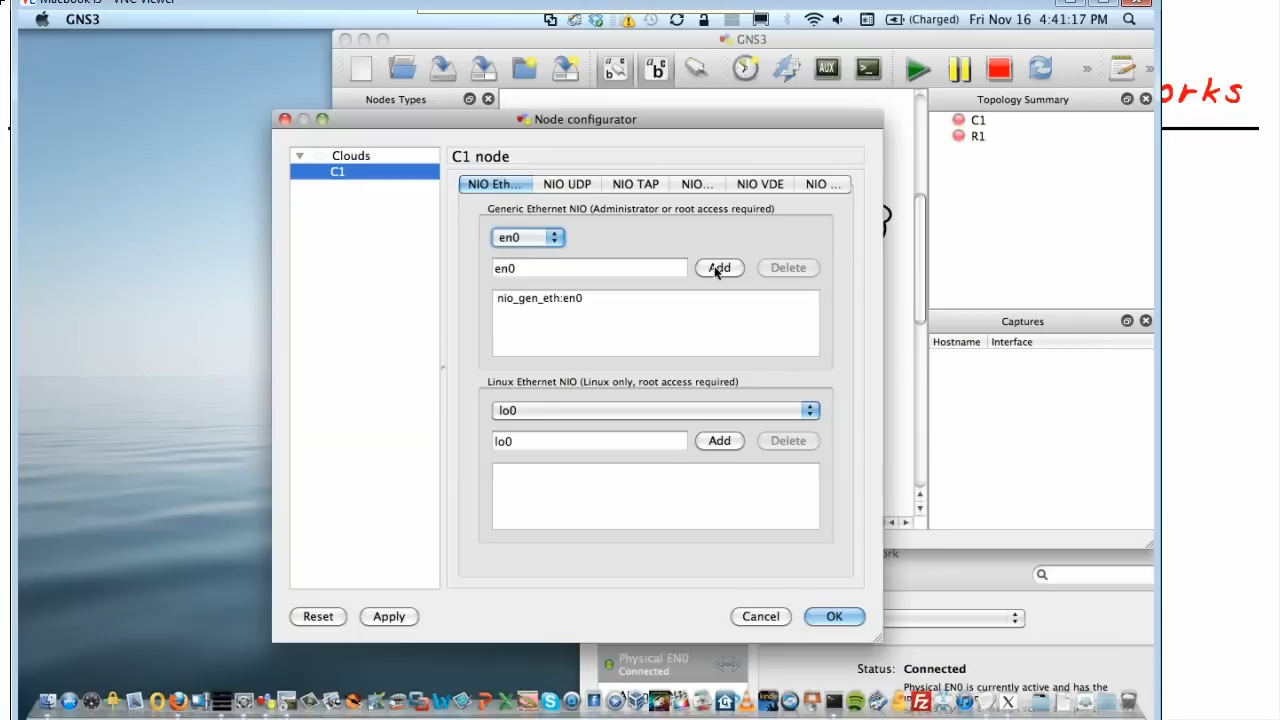 MacBook I5 - VNC Viewer
GNS3
(Charged) Fri Nov 16 4:41:17 PM
GNS3
Nodes Types
AUX
Topology Summary
C1
R1
orks
Node configurator
Clouds
C1
C1 node
NIO Eth...
NIO UDP
NIO TAP
NIO...
NIO VDE
NIO ...
Generic Ethernet NIO (Administrator or root access required)
en0
en0
Add
Delete
nio_gen_eth:en0
Linux Ethernet NIO (Linux only, root access required)
lo0
lo0
Add
Delete
Captures
Hostname Interface
Reset
Apply
Cancel
OK
ork
Physical EN0
Connected
Status: Connected
Physical EN0 is currently active and has the